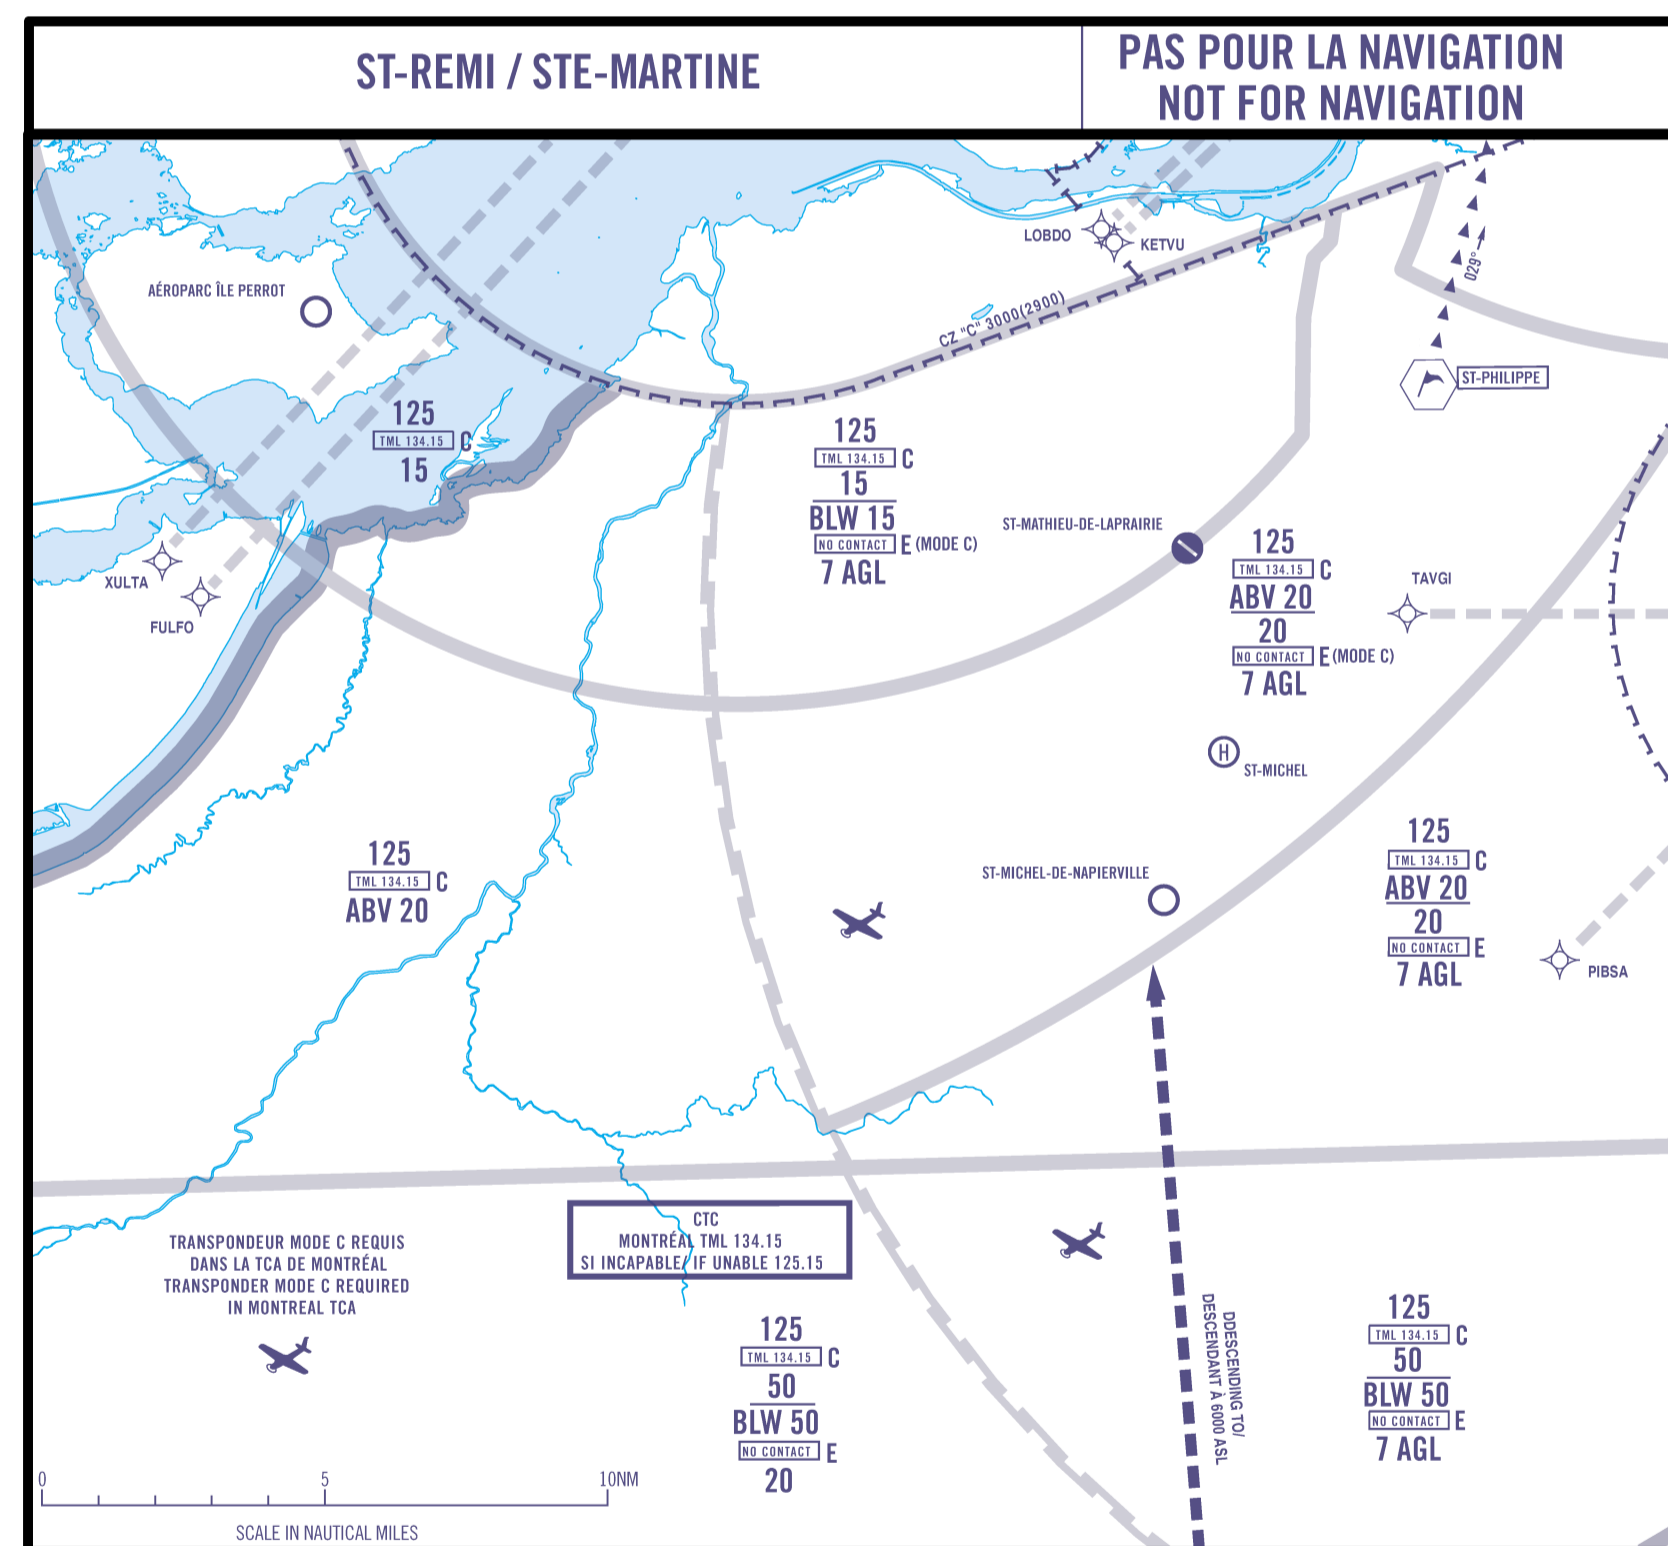 ST-REMI / STE-MARTINE
PAS POUR LA NAVIGATION
NOT FOR NAVIGATION
LOBDO
KETVU
029°
AÉROPARC ÎLE PERROT
CZ "C" 3000(2900)
ST-PHILIPPE
125
TML 134.15 C
15
125
TML 134.15 C
15
BLW 15
NO CONTACT E (MODE C)
7 AGL
ST-MATHIEU-DE-LAPRAIRIE
125
TML 134.15 C
ABV 20
20
NO CONTACT E (MODE C)
7 AGL
TAVGI
XULTA
FULFO
H
ST-MICHEL
125
TML 134.15 C
ABV 20
ST-MICHEL-DE-NAPIERVILLE
125
TML 134.15 C
ABV 20
20
NO CONTACT E
7 AGL
PIBSA
TRANSPONDEUR MODE C REQUIS
DANS LA TCA DE MONTRÉAL
TRANSPONDER MODE C REQUIRED
IN MONTREAL TCA
CTC
MONTRÉAL TML 134.15
SI INCAPABLE/ IF UNABLE 125.15
125
TML 134.15 C
50
BLW 50
NO CONTACT E
20
DDESCENDING TO/
DESCENDANT À 6000 ASL
125
TML 134.15 C
50
BLW 50
NO CONTACT E
7 AGL
0 5 10NM
SCALE IN NAUTICAL MILES